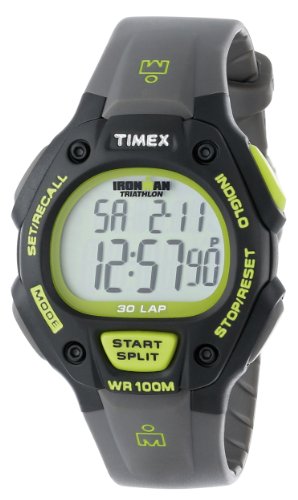 TIMEX
IRONMAN
TRIATHLON
INDIGLO
SET/RECALL
SA 2-11
P
12:57 90
MODE
STOP/RESET
30 LAP
START
SPLIT
WR 100M